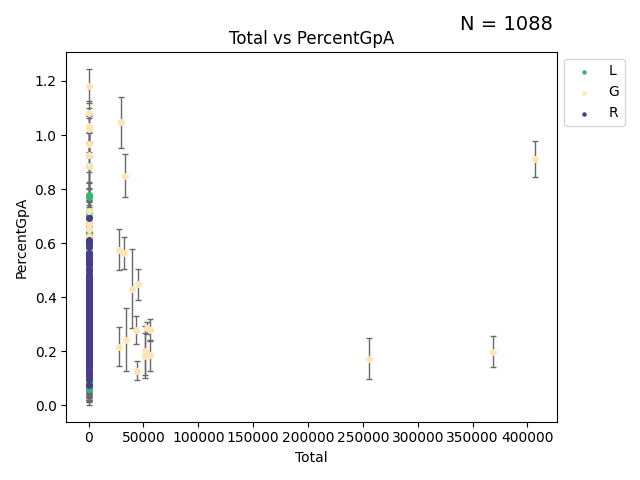 N = 1088
Total vs PercentGpA
L
G
R
1.2
1.0
0.8
0.6
0.4
0.2
0.0
PercentGpA
0 50000 100000 150000 200000 250000 300000 350000 400000
Total